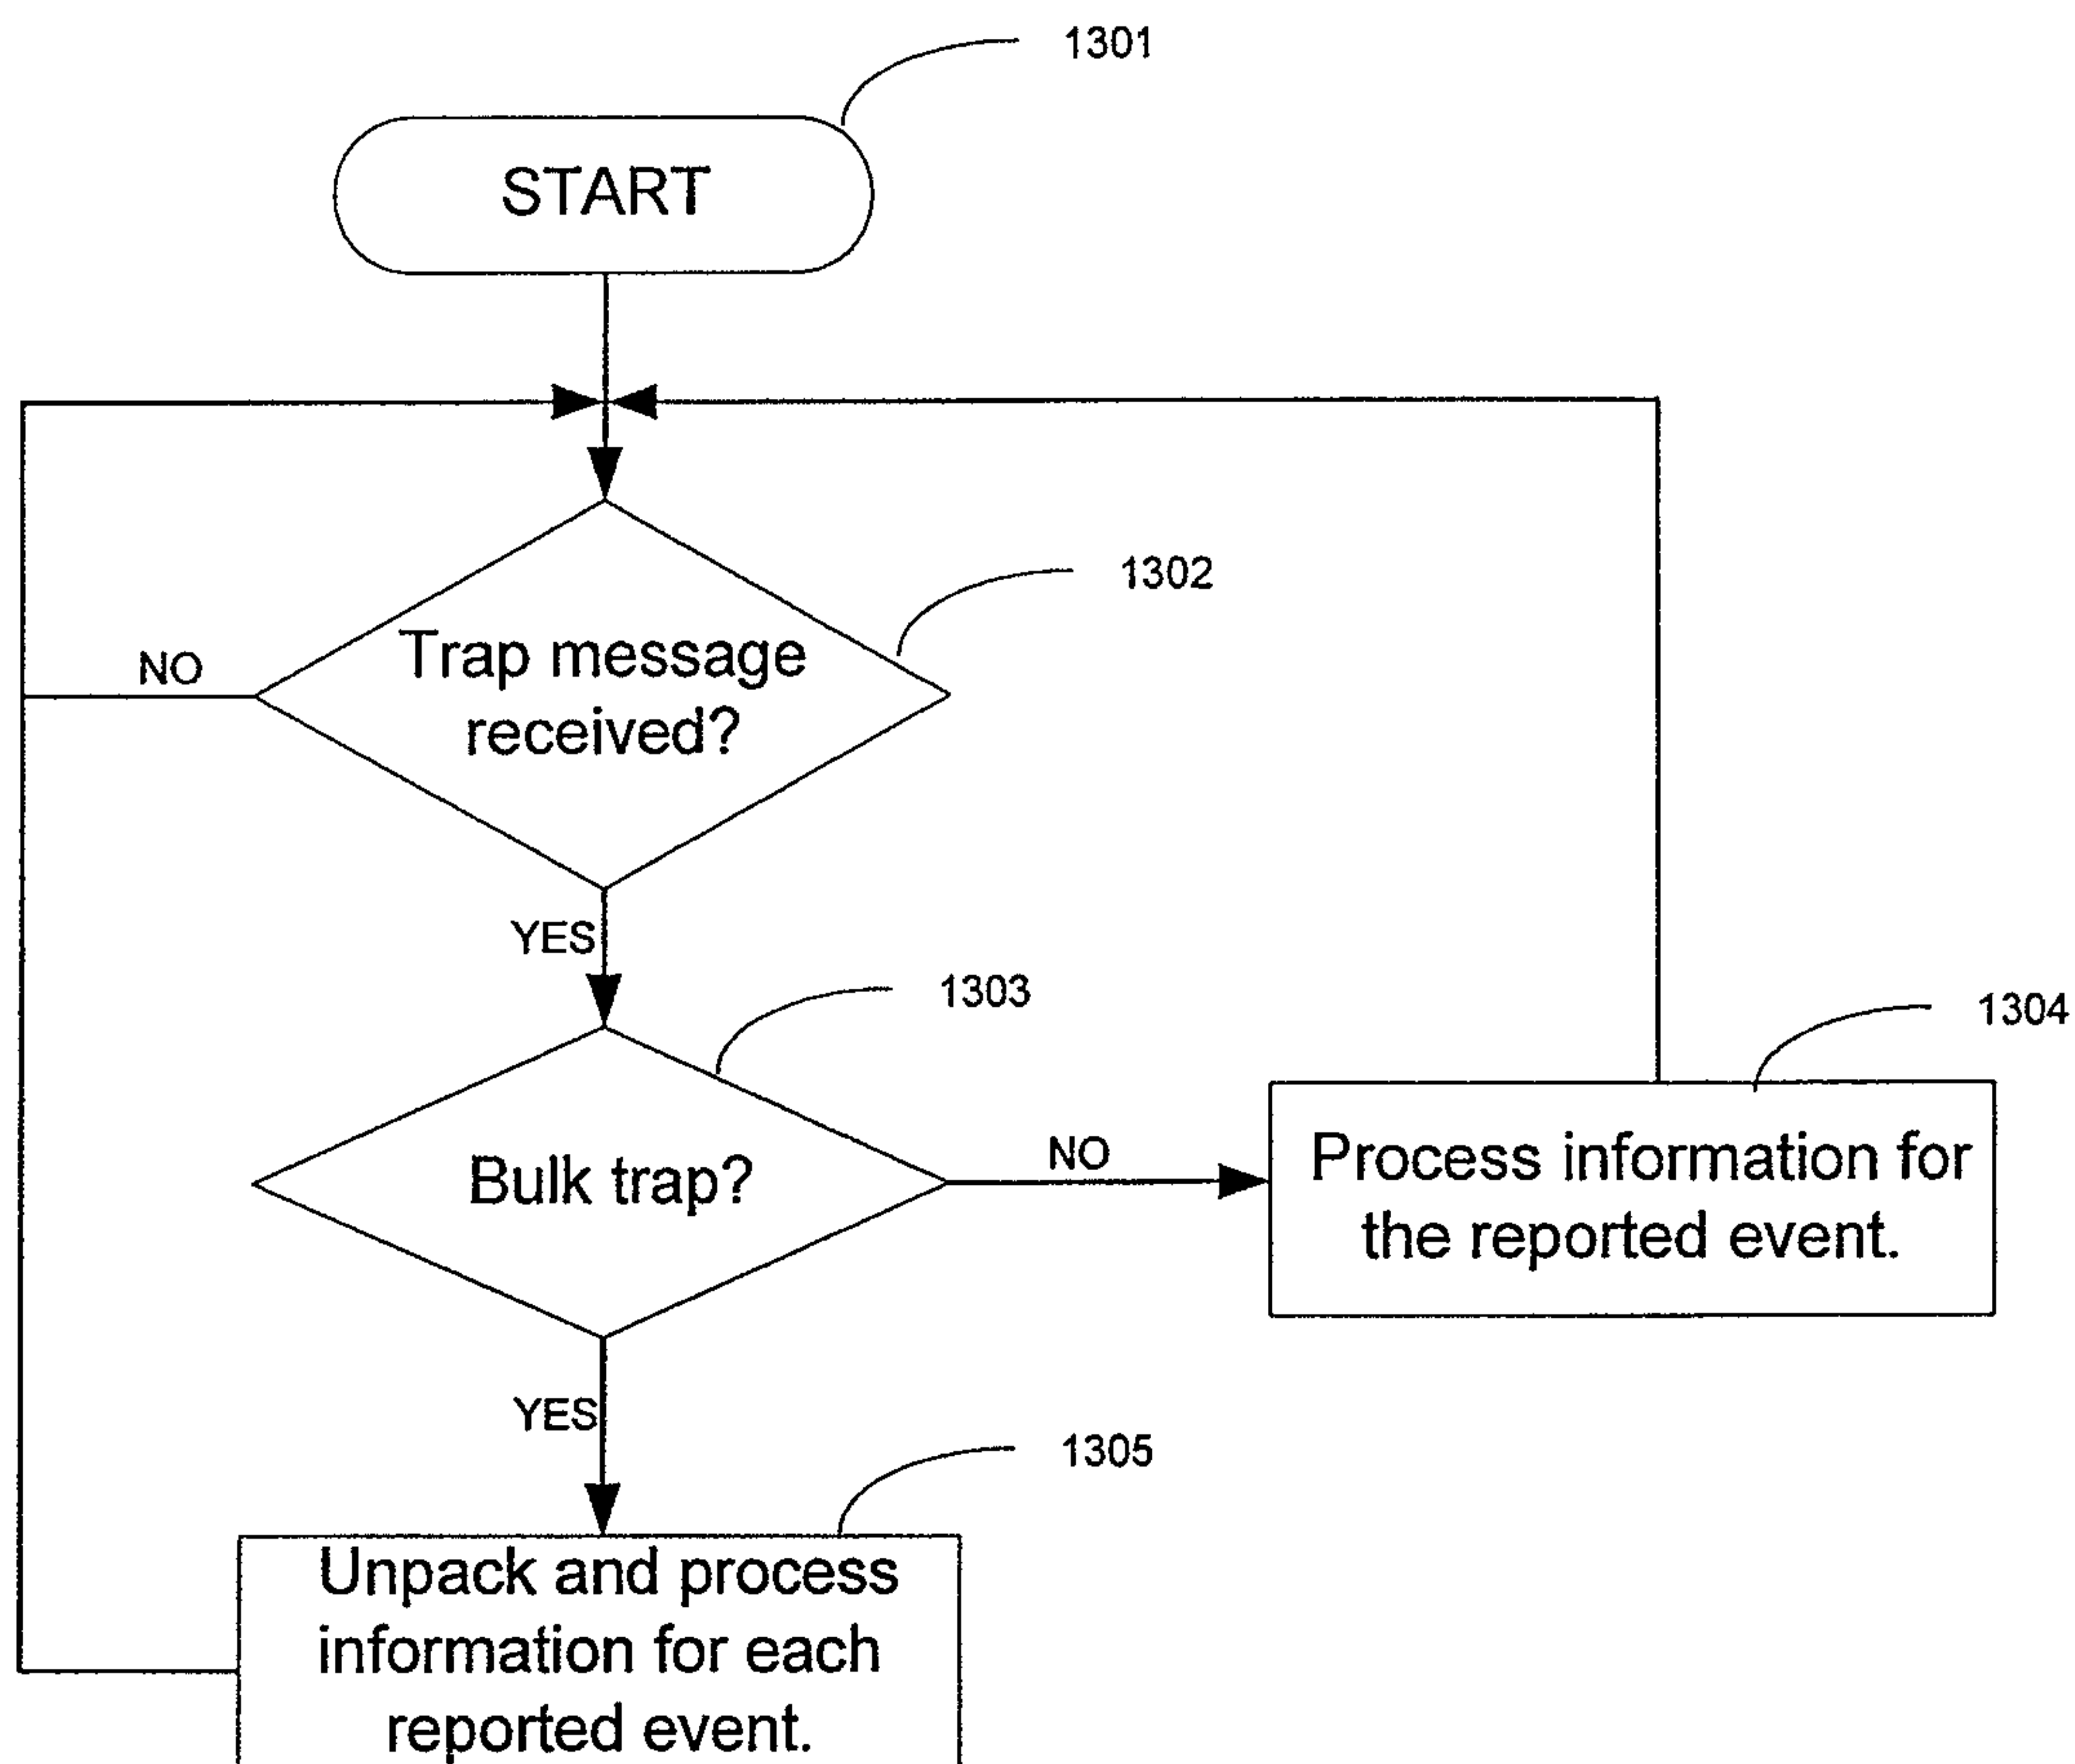 1301
START
1302
Trap message
received?
NO
YES
1303
1304
Bulk trap?
NO
Process information for
the reported event.
YES
1305
Unpack and process
information for each
reported event.